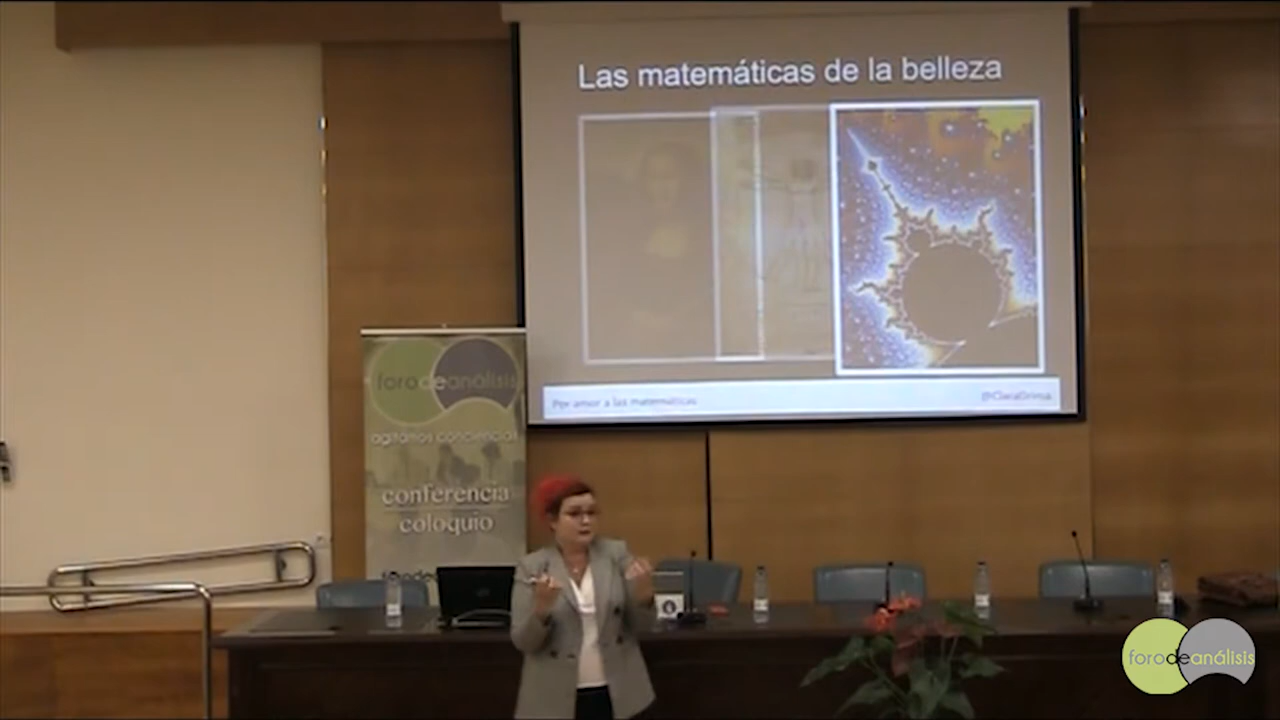 Las matemáticas de la belleza
Por amor a las matemáticas
@ClaraGrima
forodeanálisis
agitamos conciencias
conferencia
coloquio
forodeanálisis